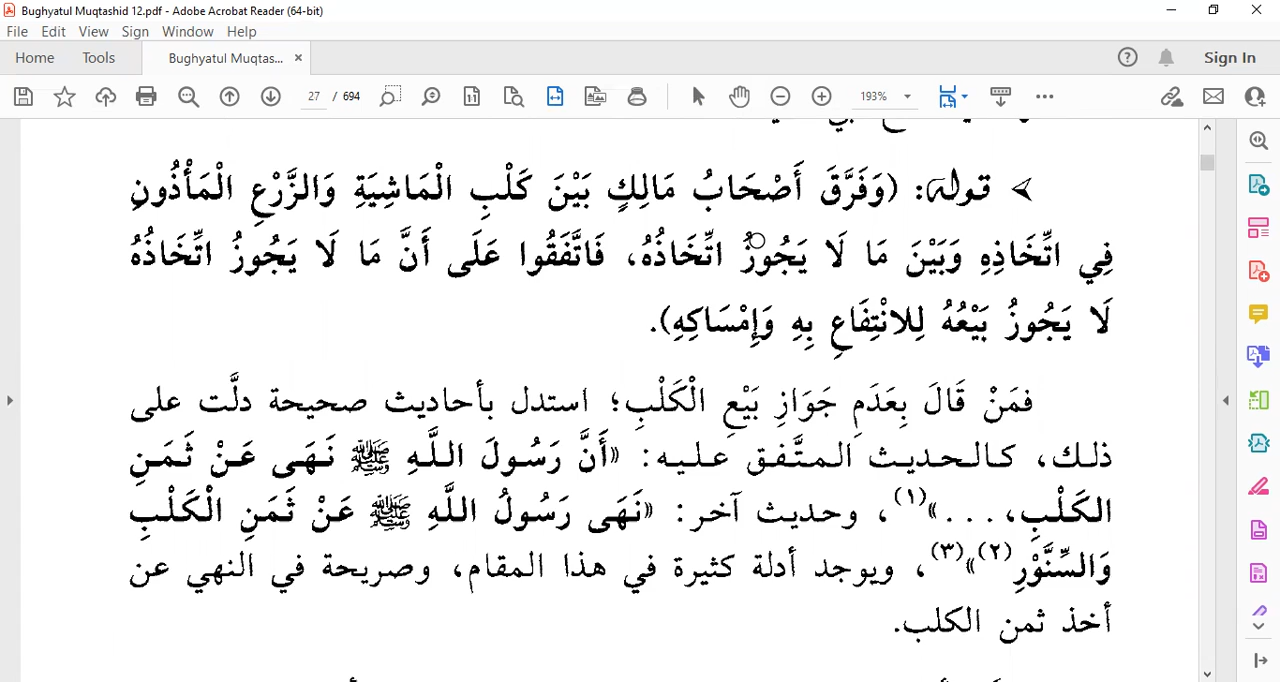 Bughyatul Muqtashid 12.pdf - Adobe Acrobat Reader (64-bit)
File Edit View Sign Window Help
Home Tools Bughyatul Muqtas... × Sign In
27 / 694 193%
➤ قوله: (وَفَرَّقَ أَصْحَابُ مَالِكٍ بَيْنَ كَلْبِ الْمَاشِيَةِ وَالزَّرْعِ الْمَأْذُونِ
فِي اتِّخَاذِهِ وَبَيْنَ مَا لَا يَجُوزُ اتِّخَاذُهُ، فَاتَّفَقُوا عَلَى أَنَّ مَا لَا يَجُوزُ اتِّخَاذُهُ
لَا يَجُوزُ بَيْعُهُ لِلانْتِفَاعِ بِهِ وَإِمْسَاكِهِ).
فمَنْ قَالَ بِعَدَمِ جَوَازِ بَيْعِ الْكَلْبِ؛ استدل بأحاديث صحيحة دلَّت على
ذلك، كالحديث المتَّفق عليه: «أَنَّ رَسُولَ اللَّهِ ﷺ نَهَى عَنْ ثَمَنِ
الكَلْبِ،...»(١)، وحديث آخر: «نَهَى رَسُولُ اللَّهِ ﷺ عَنْ ثَمَنِ الْكَلْبِ
وَالسِّنَّوْرِ(٢)»(٣)، ويوجد أدلة كثيرة في هذا المقام، وصريحة في النهي عن
أخذ ثمن الكلب.